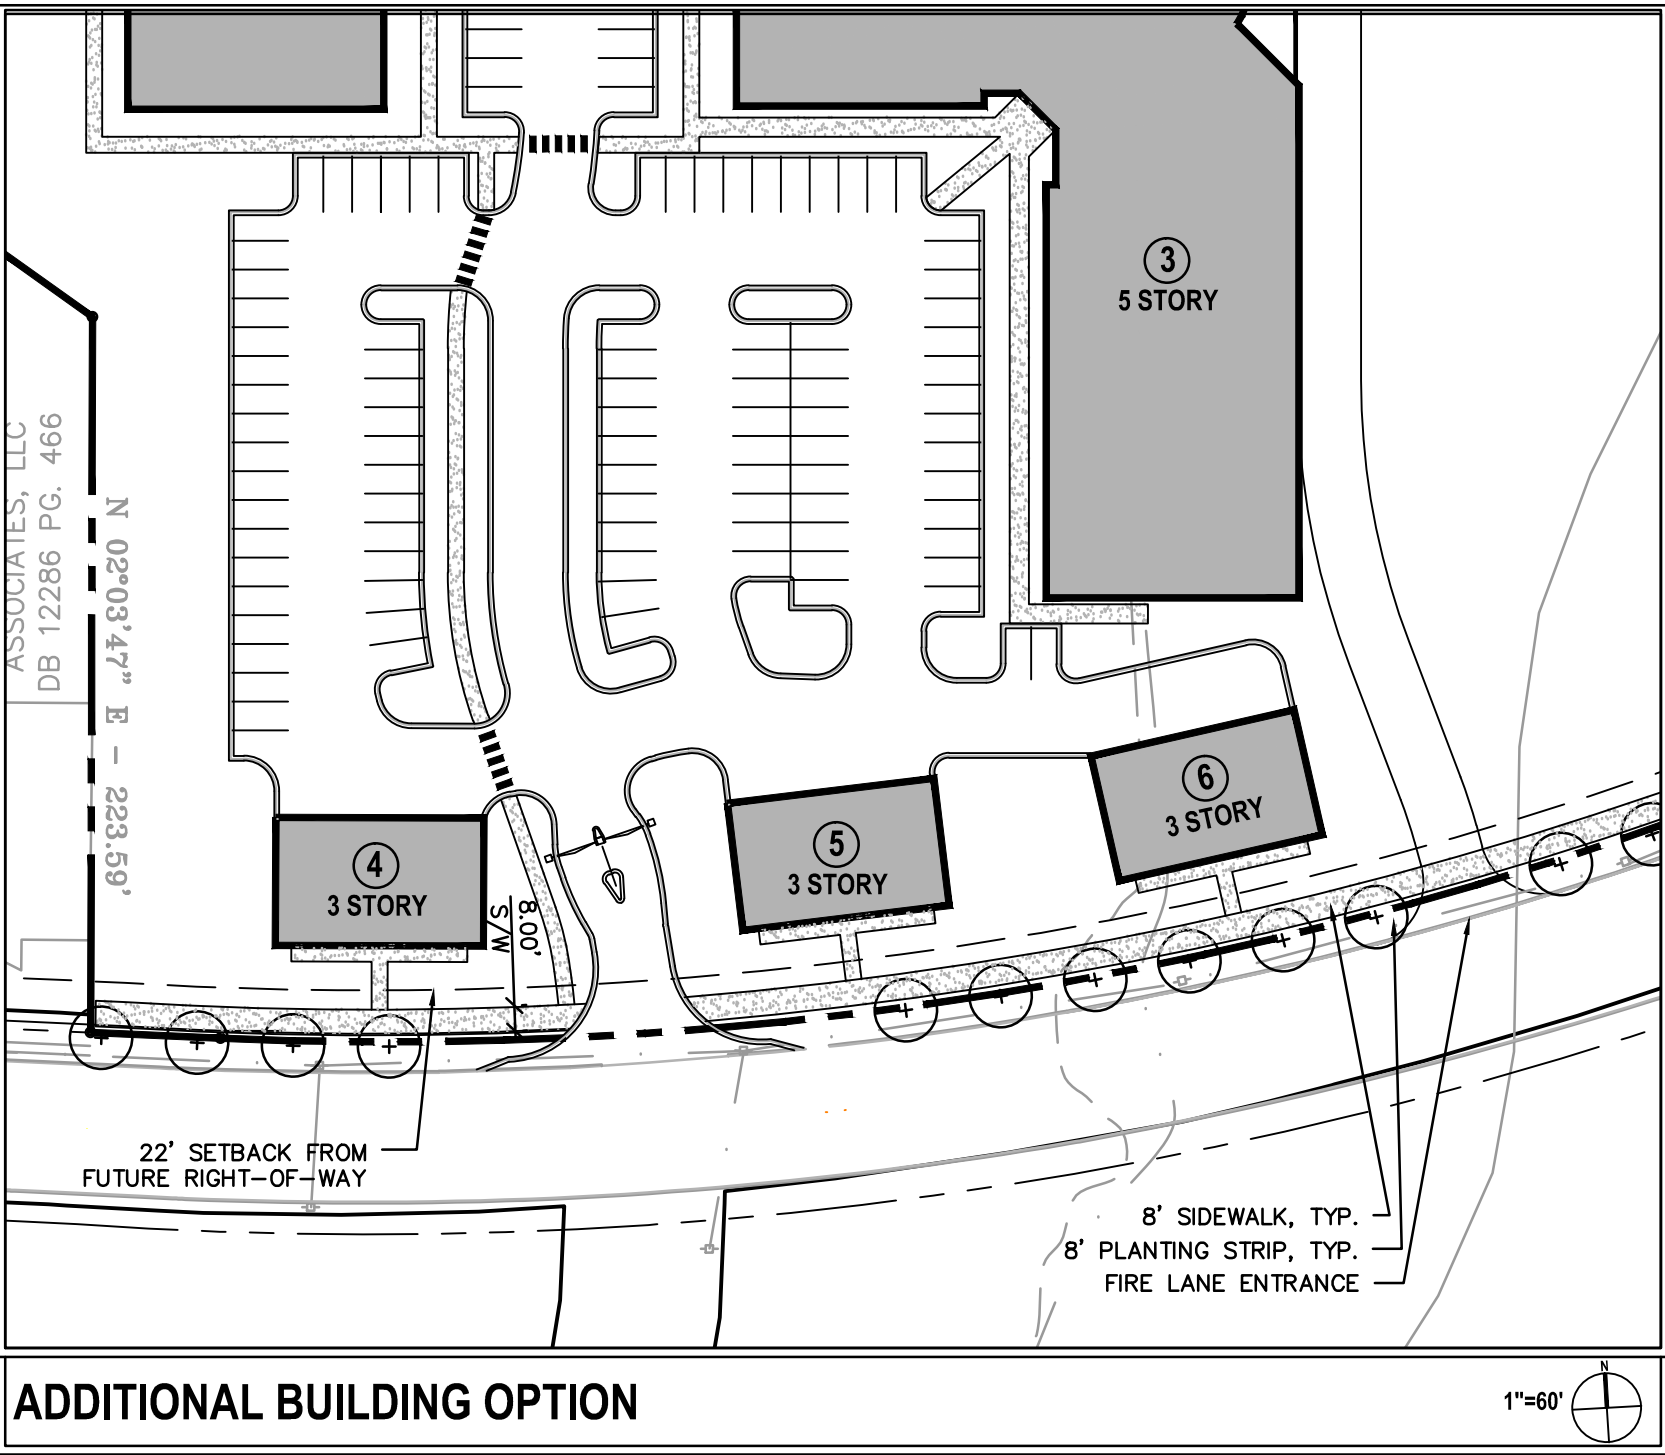 3
5 STORY
ASSOCIATES, LLC
DB 12286 PG. 466
N 02°03'47" E - 223.59'
4
3 STORY
8.00'
S/W
5
3 STORY
6
3 STORY
22' SETBACK FROM
FUTURE RIGHT-OF-WAY
8' SIDEWALK, TYP.
8' PLANTING STRIP, TYP.
FIRE LANE ENTRANCE
ADDITIONAL BUILDING OPTION
1"=60'
N